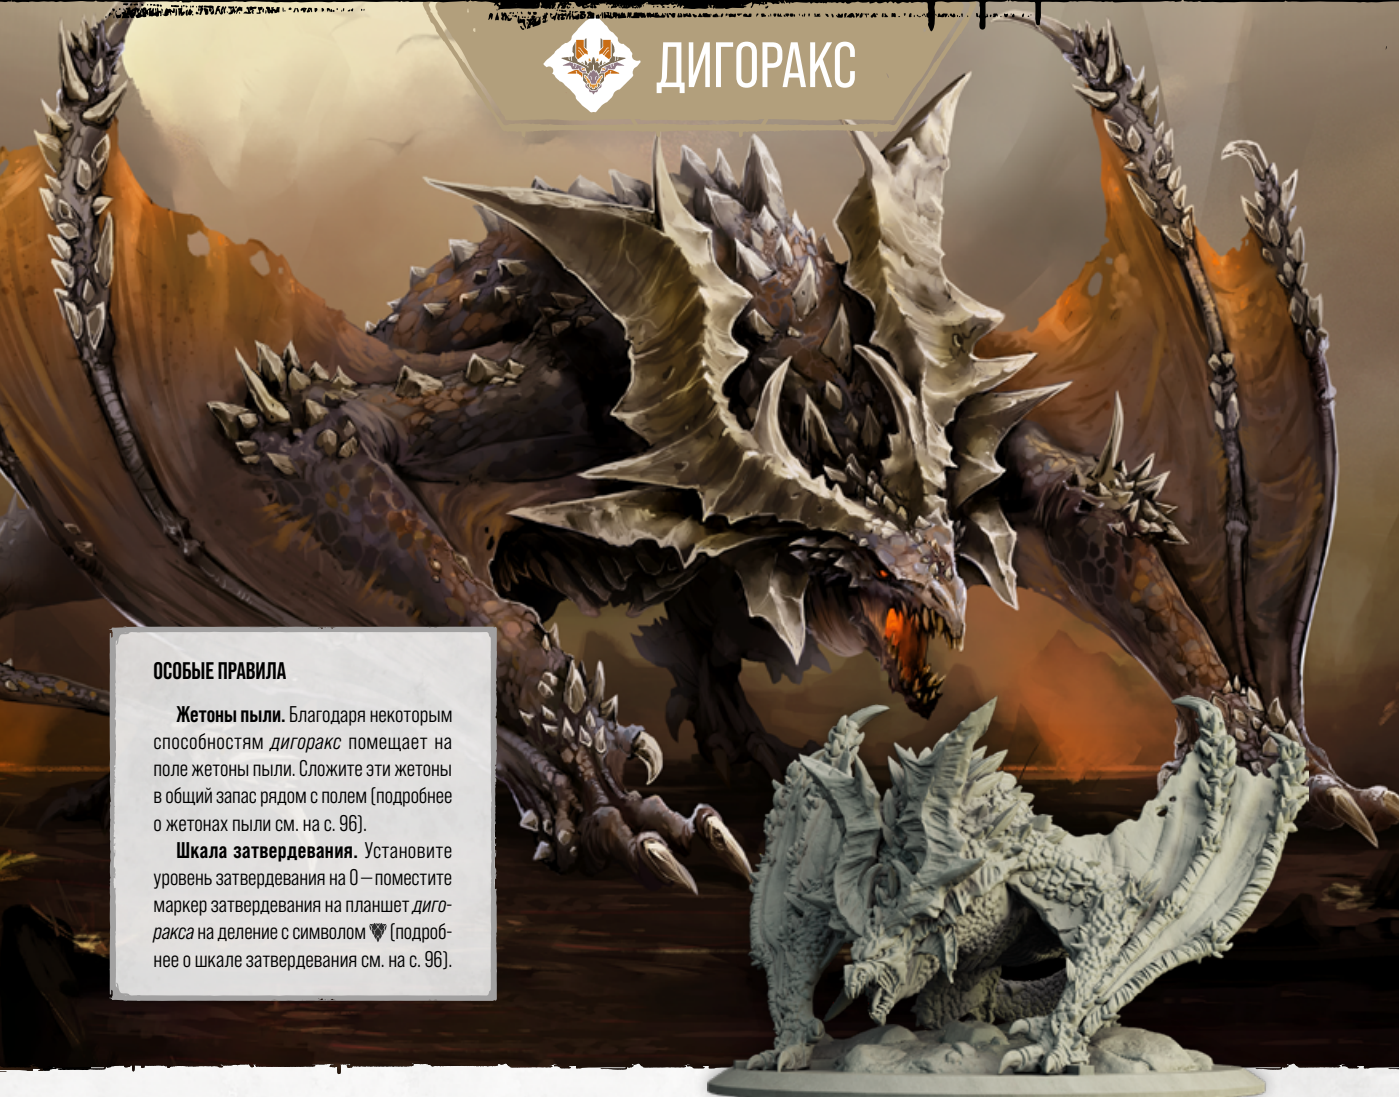 ДИГОРАКС
ОСОБЫЕ ПРАВИЛА
Жетоны пыли. Благодаря некоторым
способностям дигоракс помещает на
поле жетоны пыли. Сложите эти жетоны
в общий запас рядом с полем (подробнее
о жетонах пыли см. на с. 96).
Шкала затвердевания. Установите
уровень затвердевания на 0 – поместите
маркер затвердевания на планшет диго-
ракса на деление с символом (подроб-
нее о шкале затвердевания см. на с. 96).